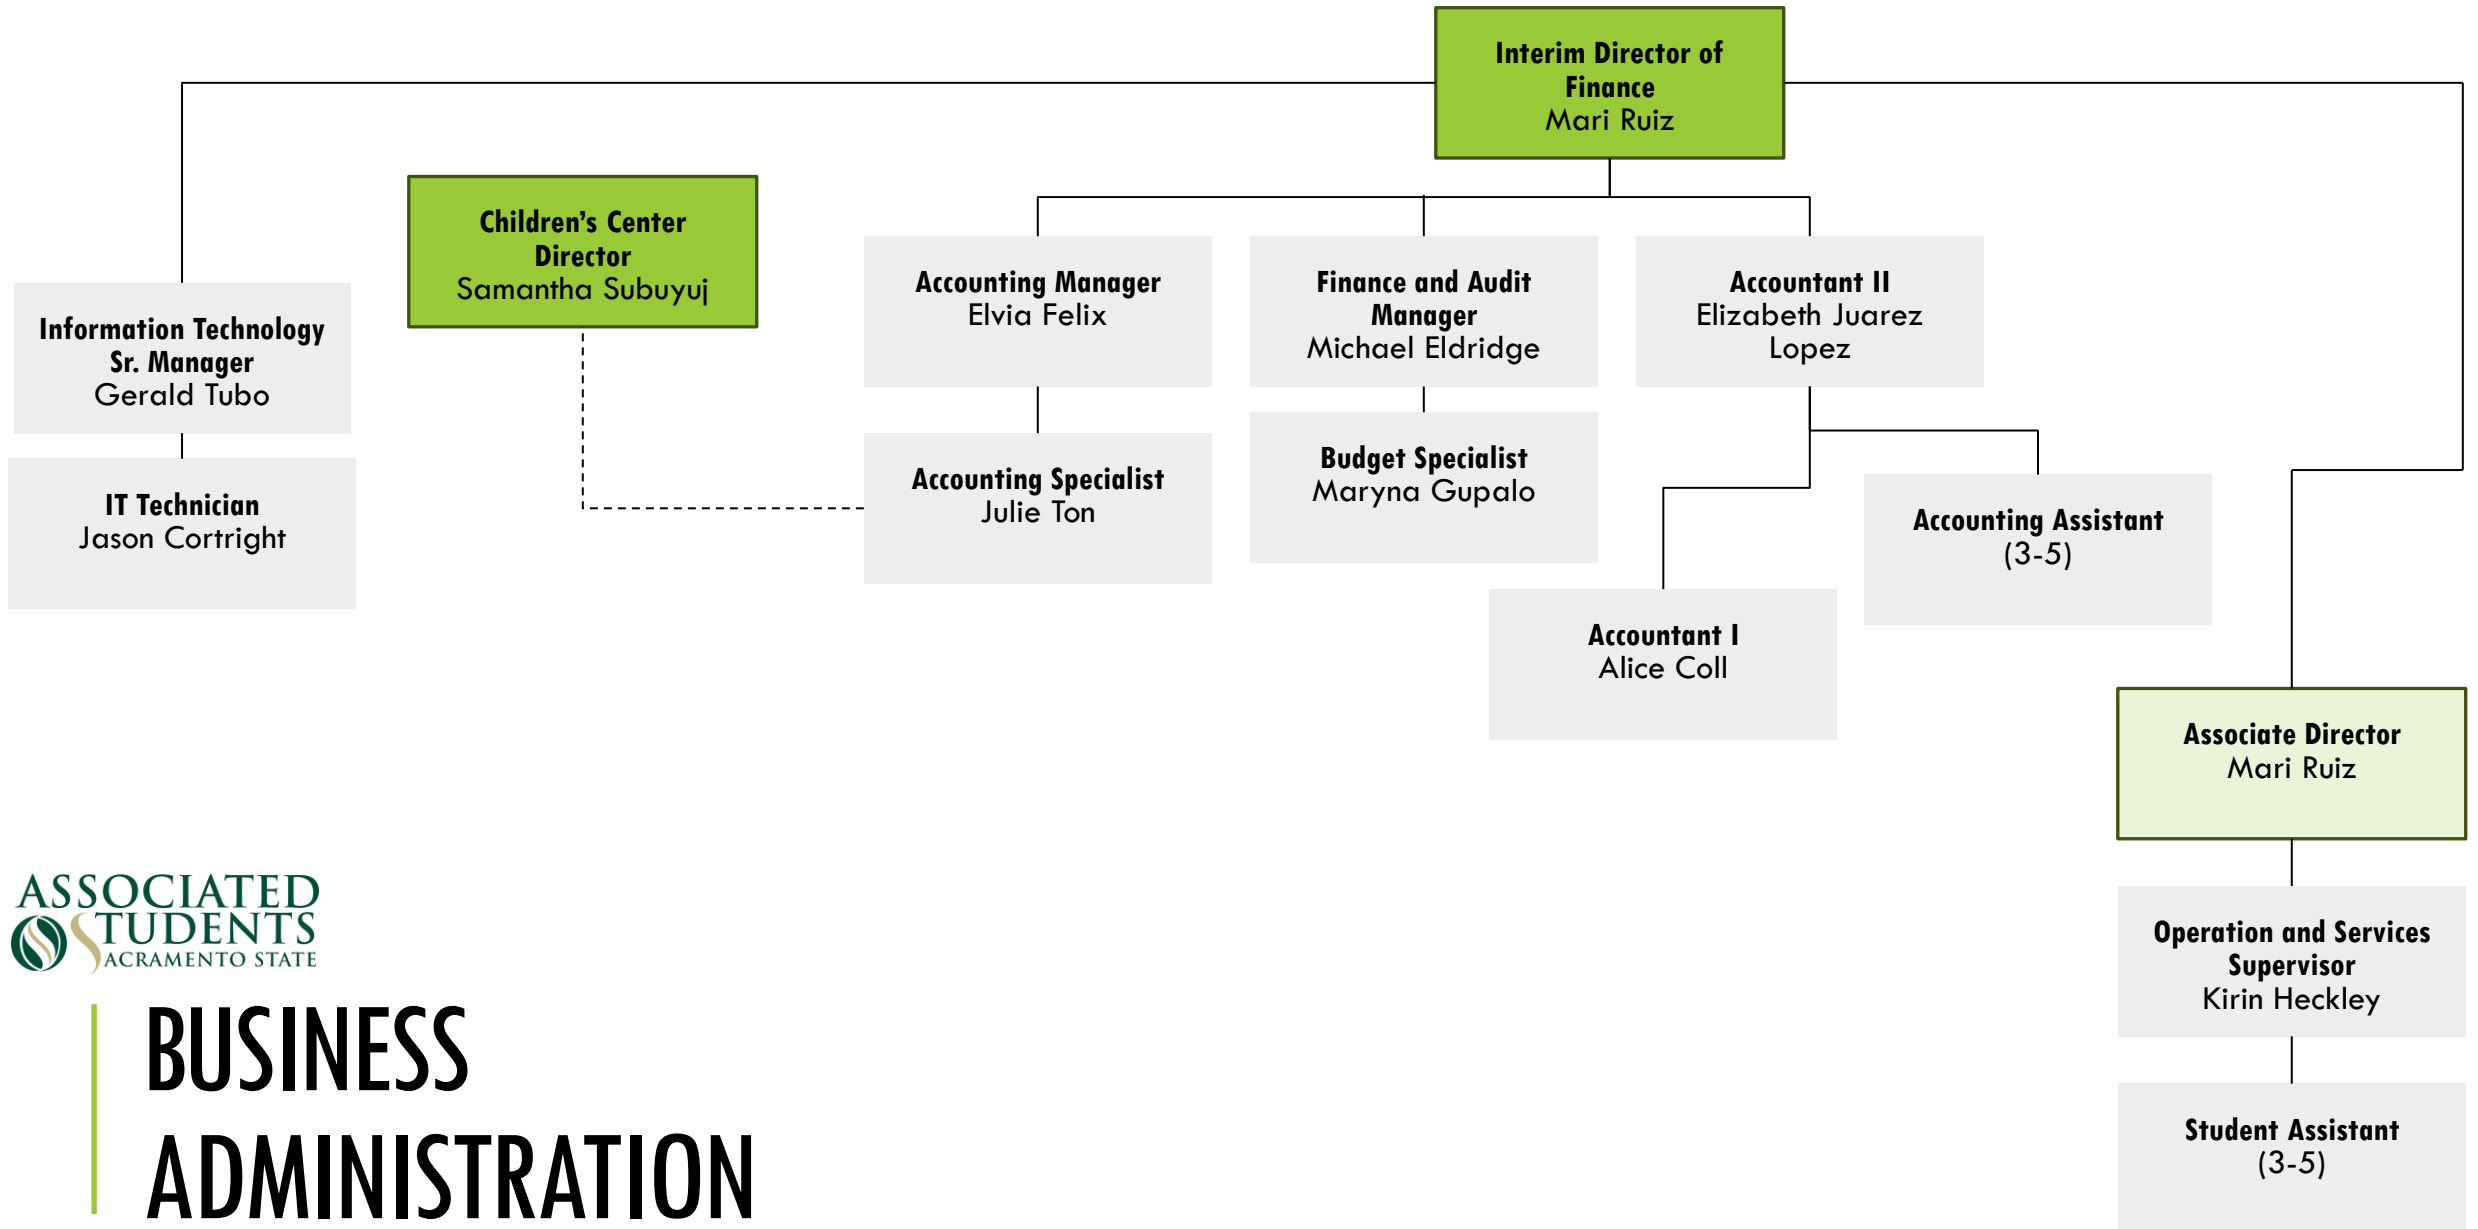 Interim Director of
Finance
Mari Ruiz
Children’s Center
Director
Samantha Subuyuj
Accounting Manager
Elvia Felix
Finance and Audit
Manager
Michael Eldridge
Accountant II
Elizabeth Juarez
Lopez
Information Technology
Sr. Manager
Gerald Tubo
IT Technician
Jason Cortright
Accounting Specialist
Julie Ton
Budget Specialist
Maryna Gupalo
Accounting Assistant
(3-5)
Accountant I
Alice Coll
Associate Director
Mari Ruiz
Operation and Services
Supervisor
Kirin Heckley
Student Assistant
(3-5)
ASSOCIATED
STUDENTS
SACRAMENTO STATE
BUSINESS
ADMINISTRATION